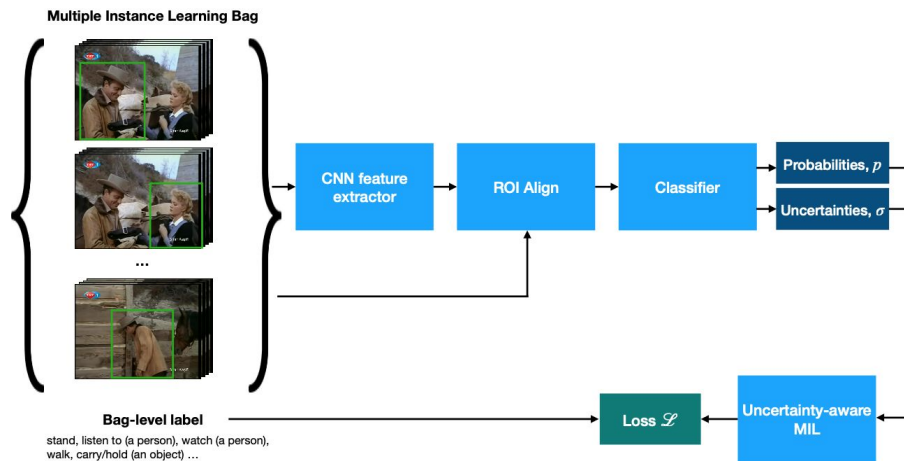 Multiple Instance Learning Bag
...
CNN feature
extractor
ROI Align
Classifier
Probabilities, p
Uncertainties, σ
Bag-level label
stand, listen to (a person), watch (a person),
walk, carry/hold (an object) ...
Loss ℒ
Uncertainty-aware
MIL